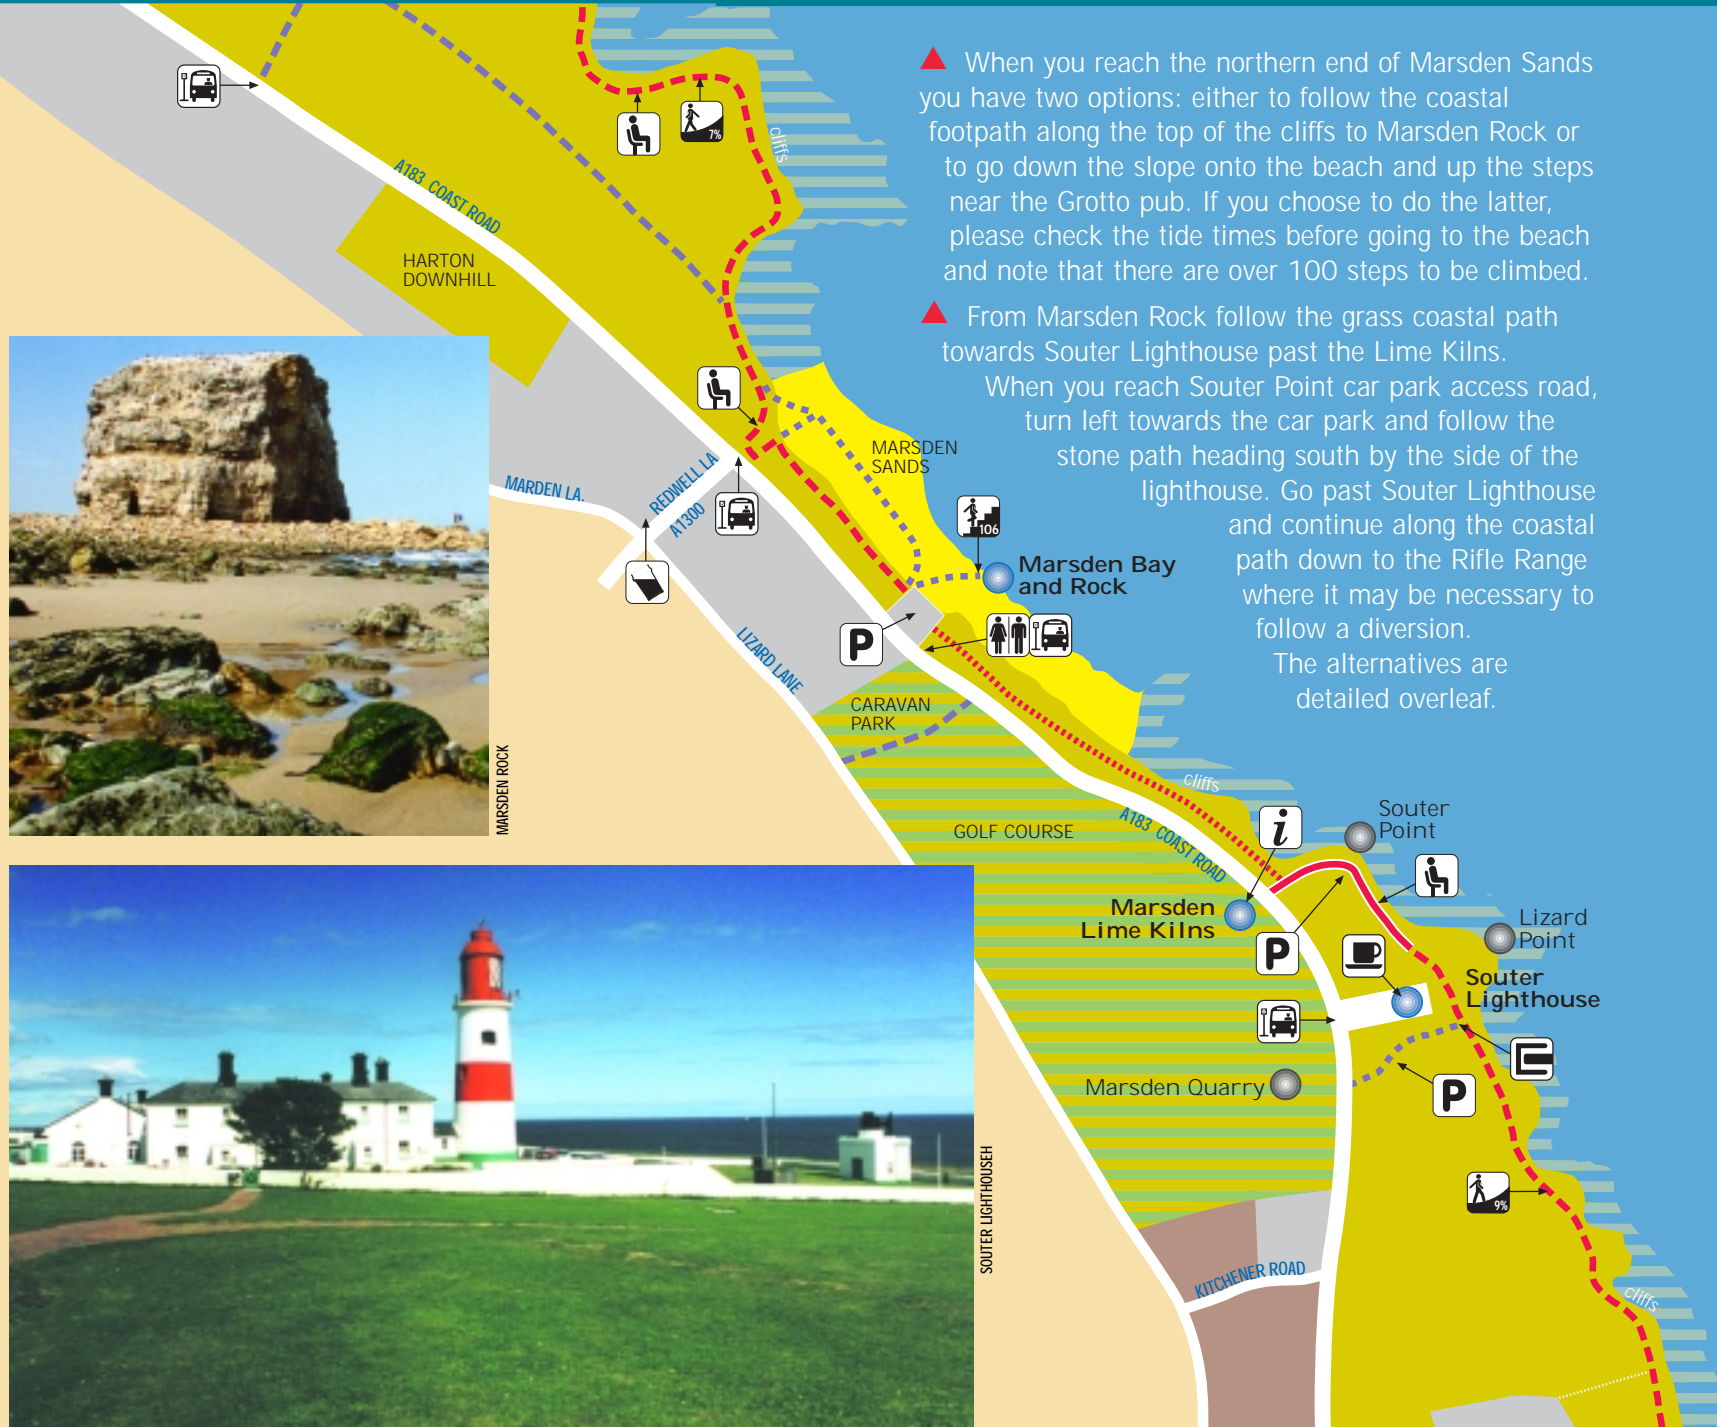 When you reach the northern end of Marsden Sands
you have two options: either to follow the coastal
footpath along the top of the cliffs to Marsden Rock or
to go down the slope onto the beach and up the steps
near the Grotto pub. If you choose to do the latter,
please check the tide times before going to the beach
and note that there are over 100 steps to be climbed.
From Marsden Rock follow the grass coastal path
towards Souter Lighthouse past the Lime Kilns.
When you reach Souter Point car park access road,
turn left towards the car park and follow the
stone path heading south by the side of the
lighthouse. Go past Souter Lighthouse
and continue along the coastal
path down to the Rifle Range
where it may be necessary to
follow a diversion.
The alternatives are
detailed overleaf.
7%
cliffs
A183 COAST ROAD
HARTON
DOWNHILL
MARSDEN
SANDS
MARDEN LA.
REDWELL LA
A1300
106
Marsden Bay
and Rock
P
LIZARD LANE
CARAVAN
PARK
MARSDEN ROCK
cliffs
GOLF COURSE
A183 COAST ROAD
i
Souter
Point
Marsden
Lime Kilns
P
Lizard
Point
Souter
Lighthouse
Marsden Quarry
P
SOUTER LIGHTHOUSEH
9%
KITCHENER ROAD
cliffs